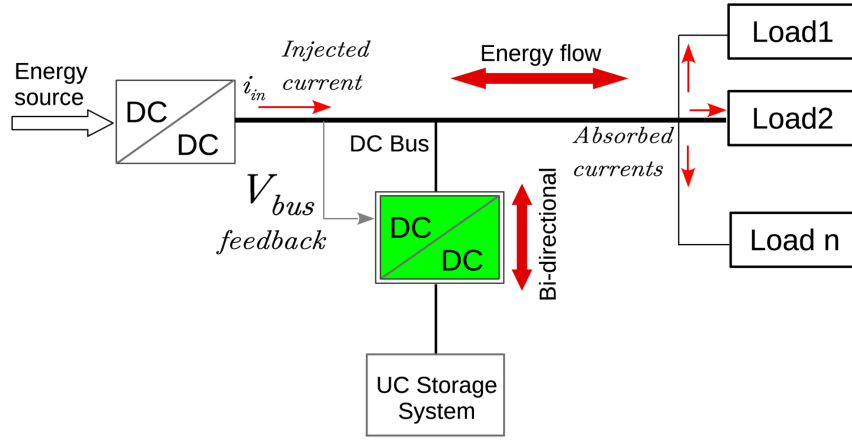 Energy
source
DC
DC
i_in
Injected
current
Energy flow
Load1
Load2
Load n
DC Bus
Absorbed
currents
V_bus
feedback
DC
DC
Bi-directional
UC Storage
System